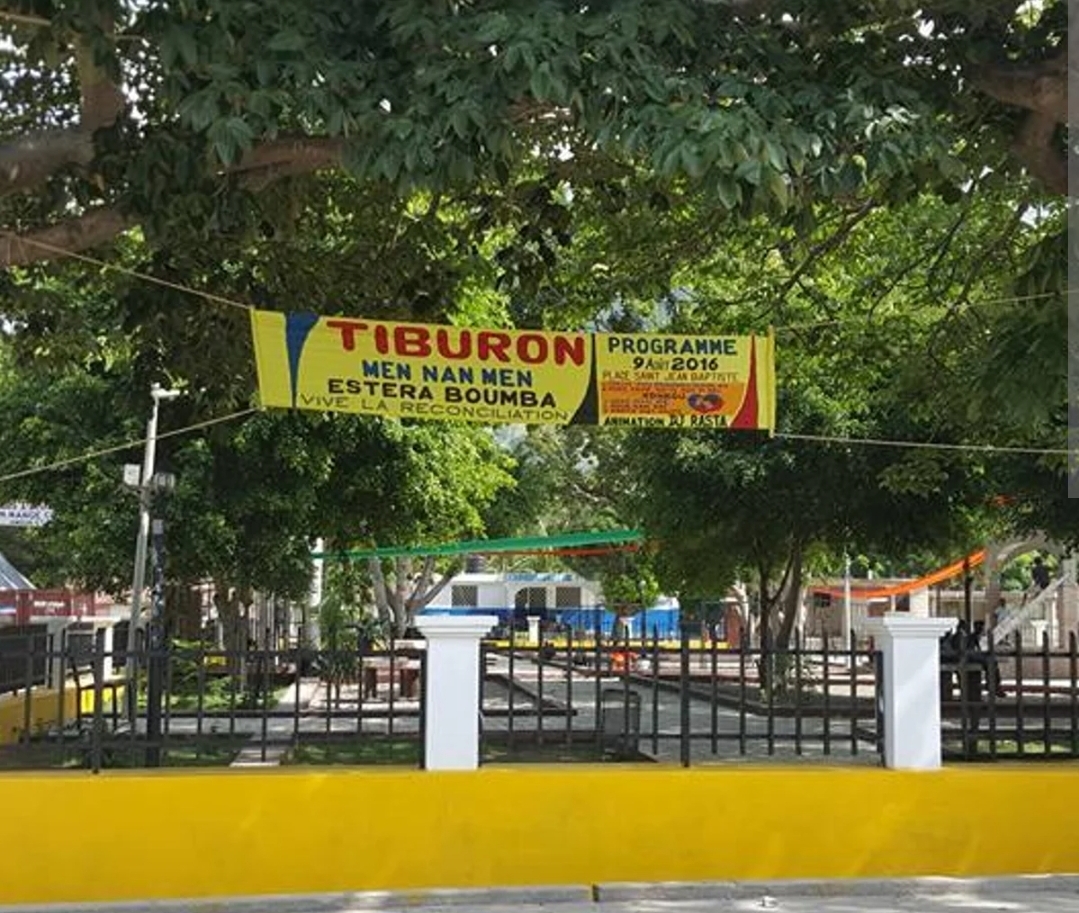 TIBURON
MEN NAN MEN
ESTERA BOUMBA
VIVE LA RECONCILIATION
PROGRAMME
9 Août 2016
PLACE SAINT JEAN BAPTISTE
ANIMATION DJ RASTA